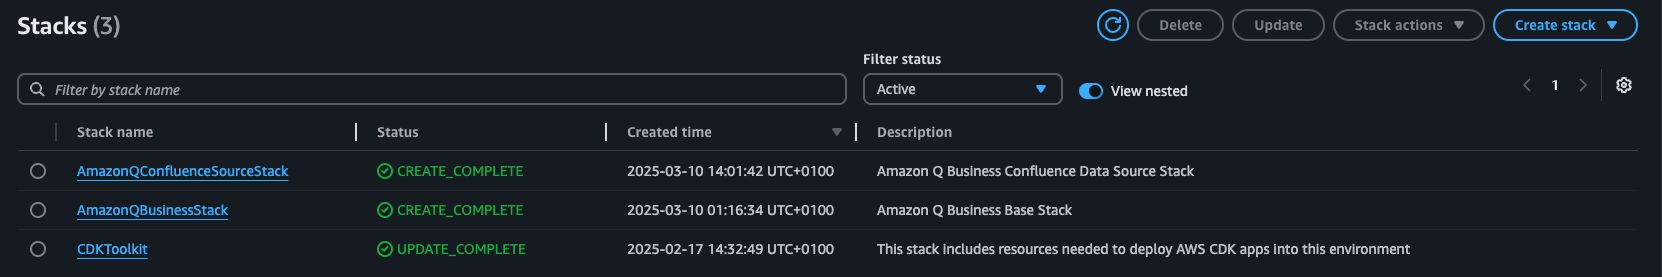 Stacks (3)
Delete Update Stack actions Create stack
Filter status
Filter by stack name Active View nested 1
Stack name Status Created time Description
AmazonQConfluenceSourceStack CREATE_COMPLETE 2025-03-10 14:01:42 UTC+0100 Amazon Q Business Confluence Data Source Stack
AmazonQBusinessStack CREATE_COMPLETE 2025-03-10 01:16:34 UTC+0100 Amazon Q Business Base Stack
CDKToolkit UPDATE_COMPLETE 2025-02-17 14:32:49 UTC+0100 This stack includes resources needed to deploy AWS CDK apps into this environment